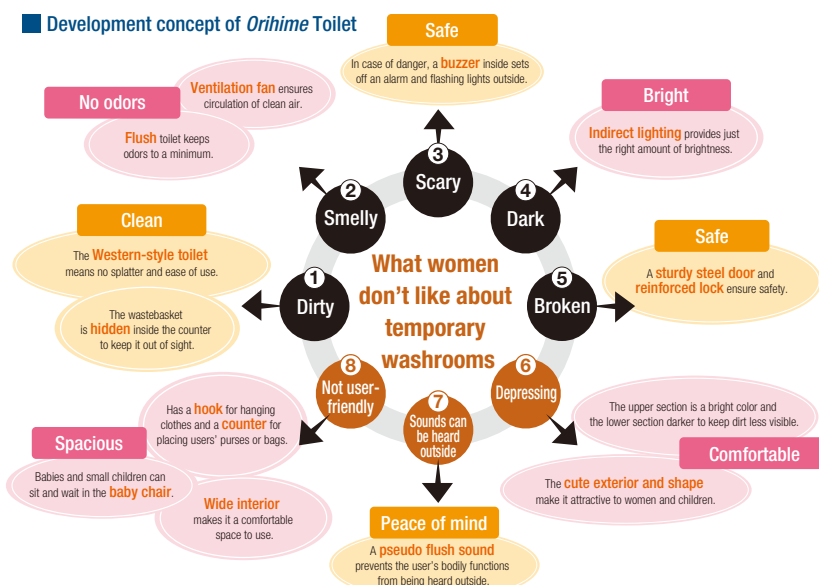 Development concept of Orihime Toilet
Safe
In case of danger, a buzzer inside sets
off an alarm and flashing lights outside.
No odors
Ventilation fan ensures
circulation of clean air.
Flush toilet keeps
odors to a minimum.
Bright
Indirect lighting provides just
the right amount of brightness.
Clean
The Western-style toilet
means no splatter and ease of use.
The wastebasket
is hidden inside the counter
to keep it out of sight.
Safe
A sturdy steel door and
reinforced lock ensure safety.
What women
don't like about
temporary
washrooms
1
Dirty
2
Smelly
3
Scary
4
Dark
5
Broken
6
Depressing
7
Sounds can
be heard
outside
8
Not user-
friendly
Spacious
Has a hook for hanging
clothes and a counter for
placing users' purses or bags.
Babies and small children can
sit and wait in the baby chair.
Wide interior
makes it a comfortable
space to use.
Peace of mind
A pseudo flush sound
prevents the user's bodily functions
from being heard outside.
The upper section is a bright color and
the lower section darker to keep dirt less visible.
Comfortable
The cute exterior and shape
make it attractive to women and children.